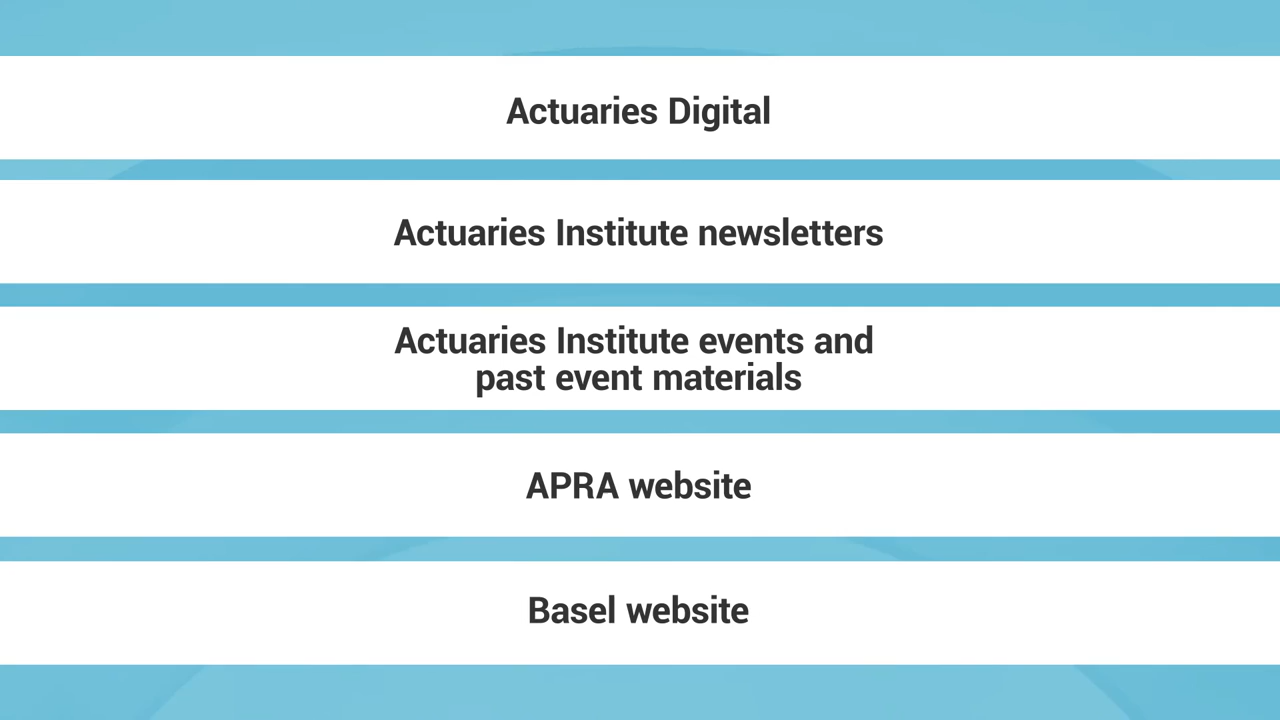 Actuaries Digital
Actuaries Institute newsletters
Actuaries Institute events and
past event materials
APRA website
Basel website